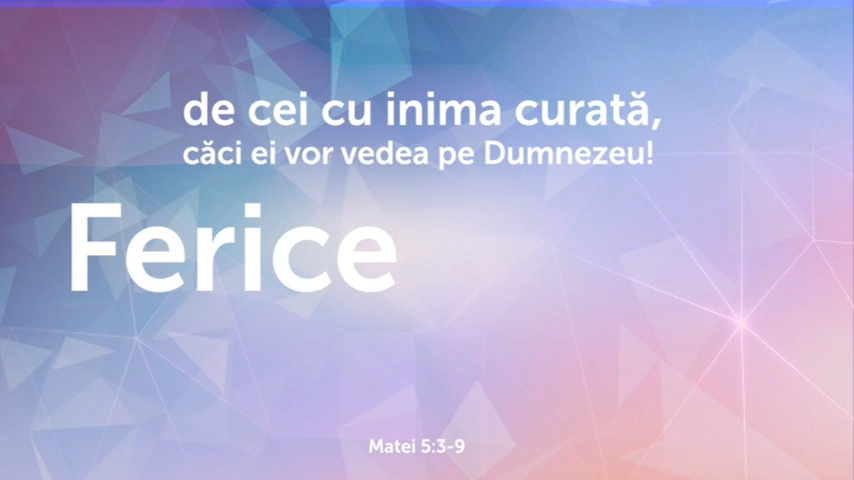 de cei cu inima curată,
căci ei vor vedea pe Dumnezeu!
Ferice
Matei 5:3-9